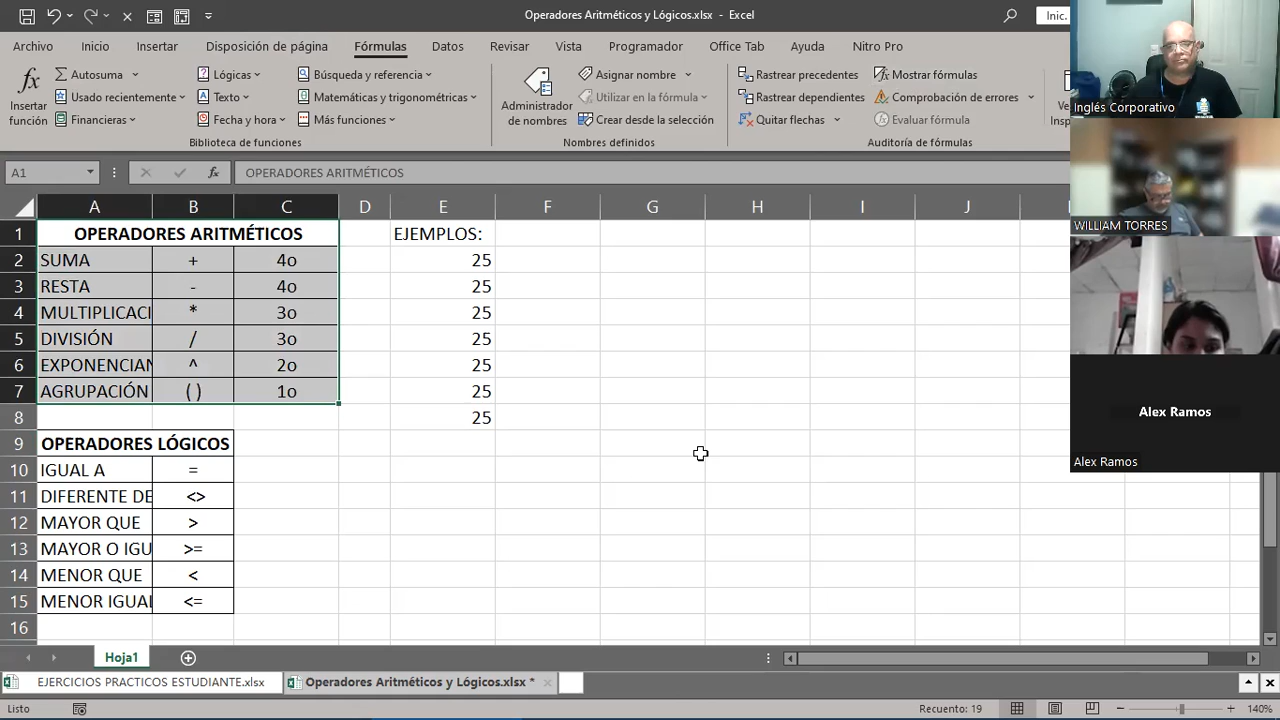 Operadores Aritméticos y Lógicos.xlsx - Excel
Inic.
Archivo Inicio Insertar Disposición de página Fórmulas Datos Revisar Vista Programador Office Tab Ayuda Nitro Pro
Insertar función
Autosuma
Usado recientemente
Financieras
Lógicas
Texto
Fecha y hora
Búsqueda y referencia
Matemáticas y trigonométricas
Más funciones
Biblioteca de funciones
Administrador de nombres
Asignar nombre
Utilizar en la fórmula
Crear desde la selección
Nombres definidos
Rastrear precedentes
Rastrear dependientes
Quitar flechas
Mostrar fórmulas
Comprobación de errores
Evaluar fórmula
Auditoría de fórmulas
Inglés Corporativo
WILLIAM TORRES
Alex Ramos
Alex Ramos
A1 fx OPERADORES ARITMÉTICOS
A B C D E F G H I J
1 OPERADORES ARITMÉTICOS EJEMPLOS:
2 SUMA + 4o 25
3 RESTA - 4o 25
4 MULTIPLICACI * 3o 25
5 DIVISIÓN / 3o 25
6 EXPONENCIAN ^ 2o 25
7 AGRUPACIÓN ( ) 1o 25
8 25
9 OPERADORES LÓGICOS
10 IGUAL A =
11 DIFERENTE DE <>
12 MAYOR QUE >
13 MAYOR O IGU >=
14 MENOR QUE <
15 MENOR IGUAL <=
16
Hoja1
EJERCICIOS PRACTICOS ESTUDIANTE.xlsx
Operadores Aritméticos y Lógicos.xlsx *
Listo Recuento: 19 140%